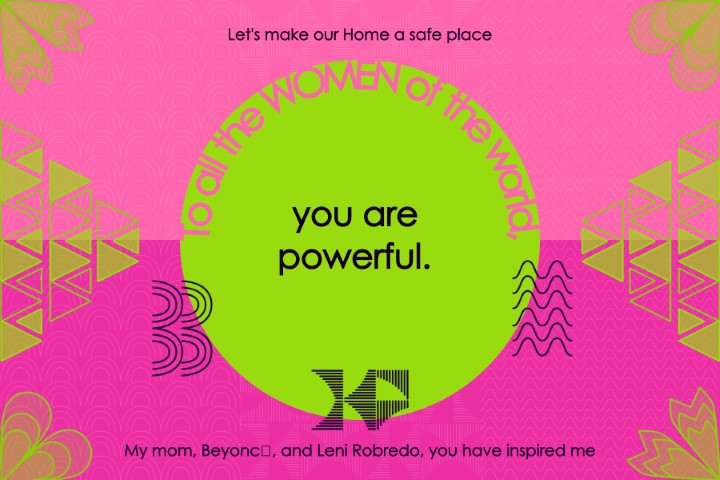 Let's make our Home a safe place
To all the WOMEN of the world,
you are
powerful.
My mom, Beyonc□, and Leni Robredo, you have inspired me